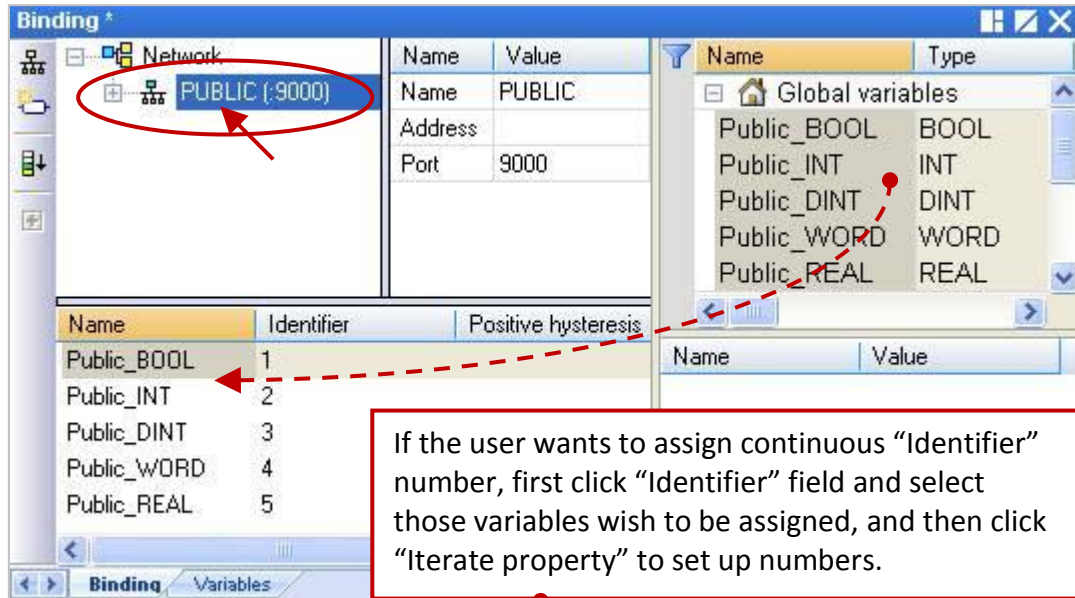 Binding *
Network
PUBLIC (:9000)
Name Value
Name PUBLIC
Address
Port 9000
Name Type
Global variables
Public_BOOL BOOL
Public_INT INT
Public_DINT DINT
Public_WORD WORD
Public_REAL REAL
Name Identifier Positive hysteresis
Public_BOOL 1
Public_INT 2
Public_DINT 3
Public_WORD 4
Public_REAL 5
Name Value
If the user wants to assign continuous “Identifier”
number, first click “Identifier” field and select
those variables wish to be assigned, and then click
“Iterate property” to set up numbers.
Binding Variables